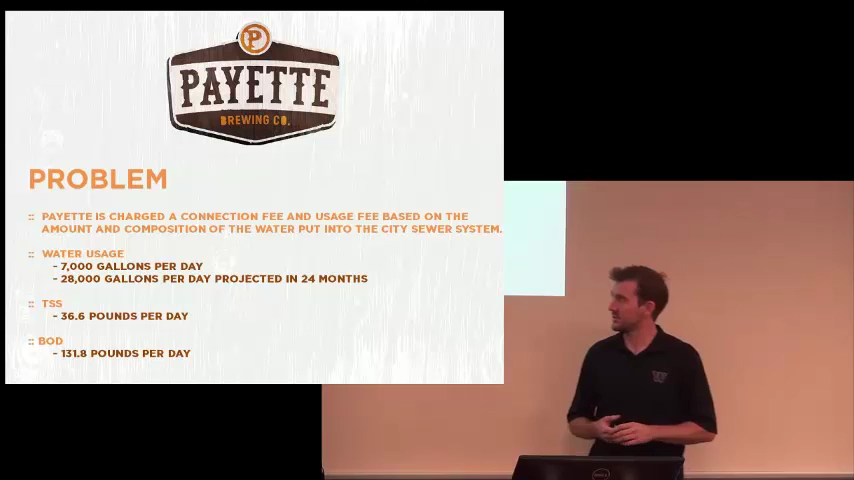 P
PAYETTE
BREWING CO.
PROBLEM
:: PAYETTE IS CHARGED A CONNECTION FEE AND USAGE FEE BASED ON THE
AMOUNT AND COMPOSITION OF THE WATER PUT INTO THE CITY SEWER SYSTEM.
:: WATER USAGE
- 7,000 GALLONS PER DAY
- 28,000 GALLONS PER DAY PROJECTED IN 24 MONTHS
:: TSS
- 36.6 POUNDS PER DAY
:: BOD
- 131.8 POUNDS PER DAY
W
DELL